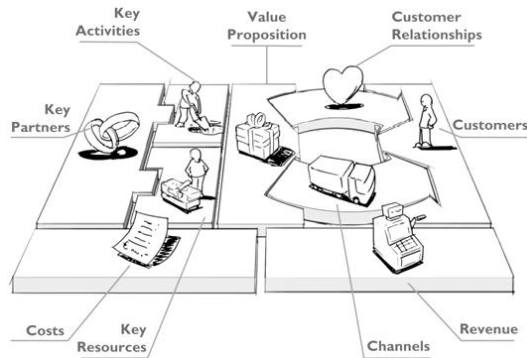 Key
Activities
Value
Proposition
Customer
Relationships
Key
Partners
Customers
Costs
Key
Resources
Channels
Revenue